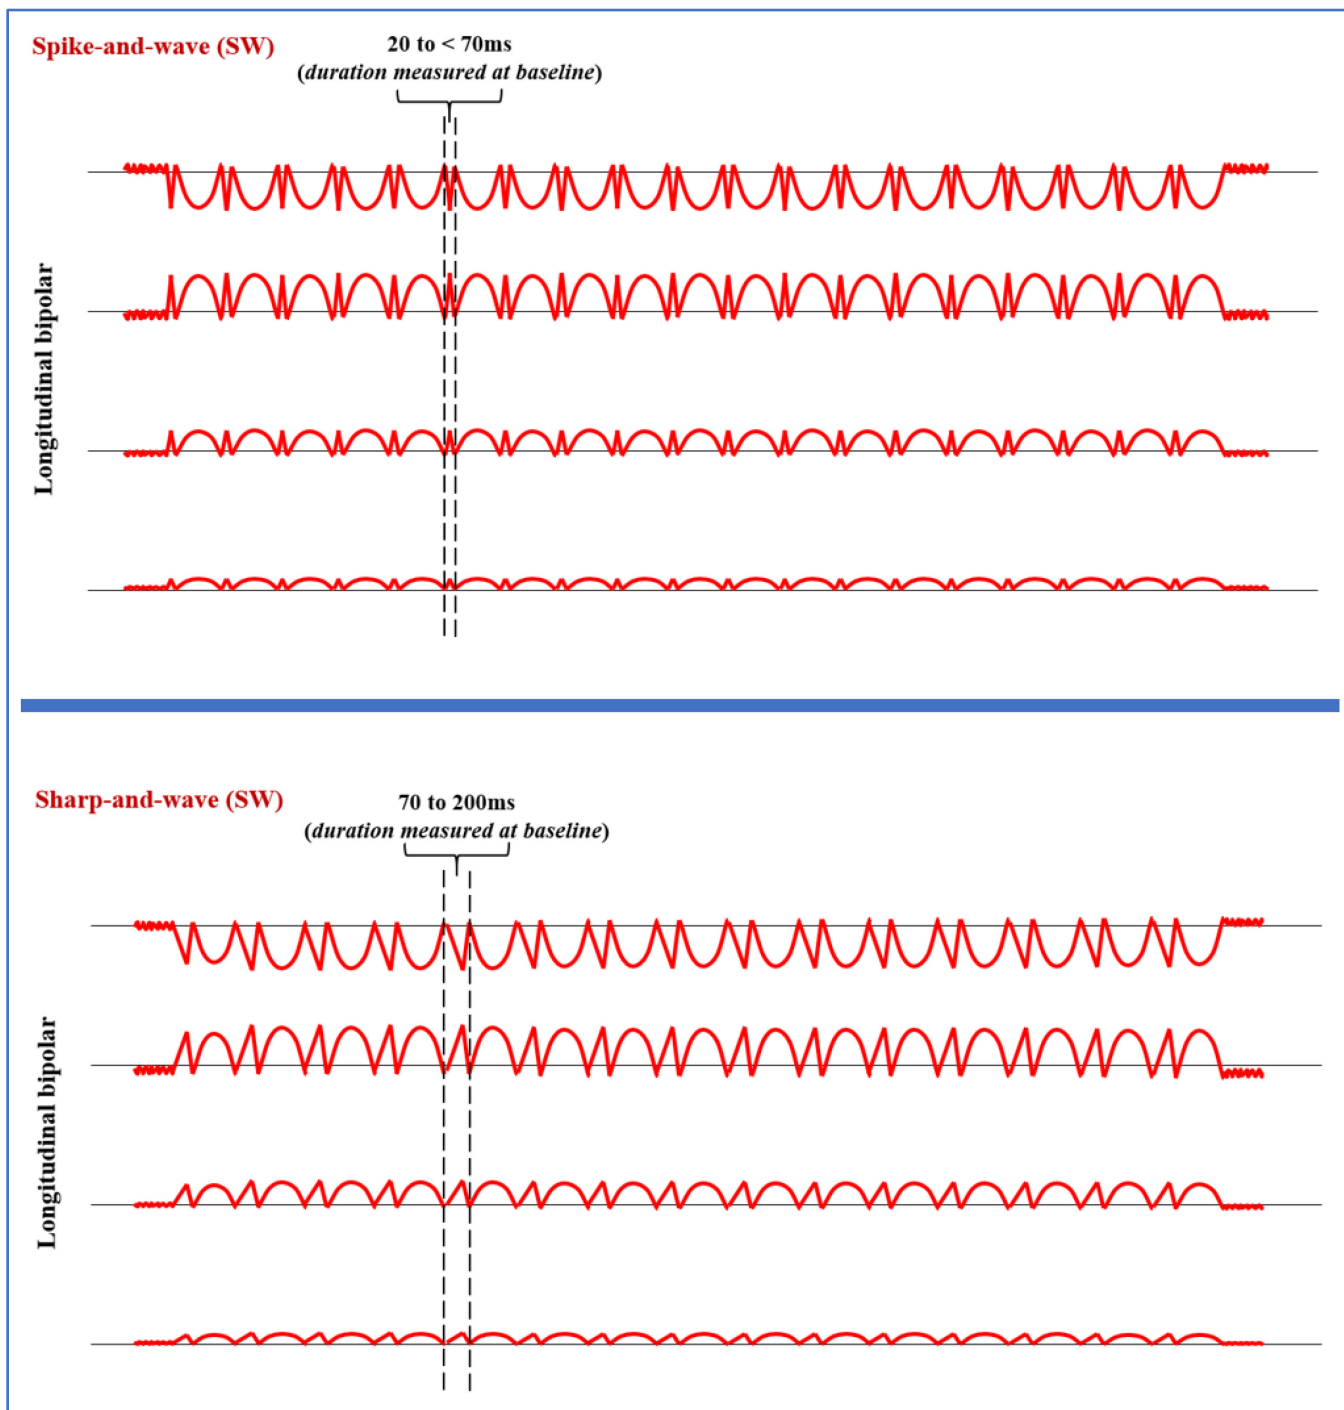 Spike-and-wave (SW)
20 to < 70ms
(duration measured at baseline)
Longitudinal bipolar
Sharp-and-wave (SW)
70 to 200ms
(duration measured at baseline)
Longitudinal bipolar